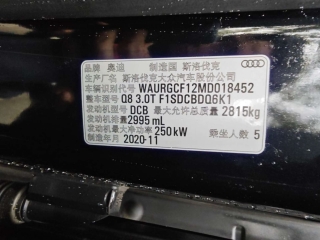 品牌 奥迪 制造国 斯洛伐克
生产厂名 斯洛伐克大众汽车股份公司
车辆识别代号 WAURGCF12MD018452
整车型号 Q8 3.0T F1SDCBDQ6K1
发动机型号 DCB 最大允许总质量 2815kg
发动机排量 2995 mL
发动机最大净功率 250kW 乘坐人数 5
制造年月 2020-11